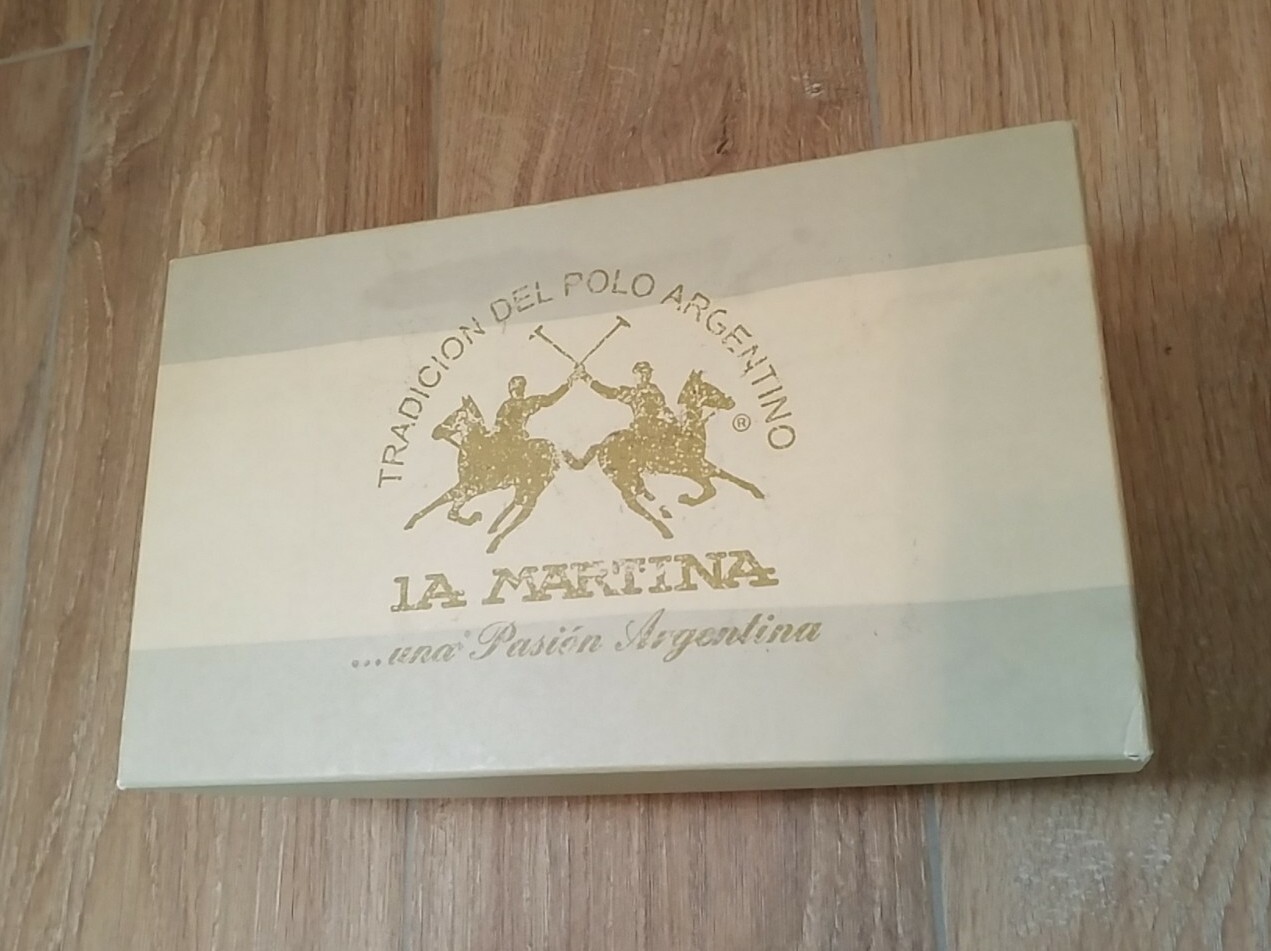 TRADICION DEL POLO ARGENTINO
®
LA MARTINA
...una Pasión Argentina